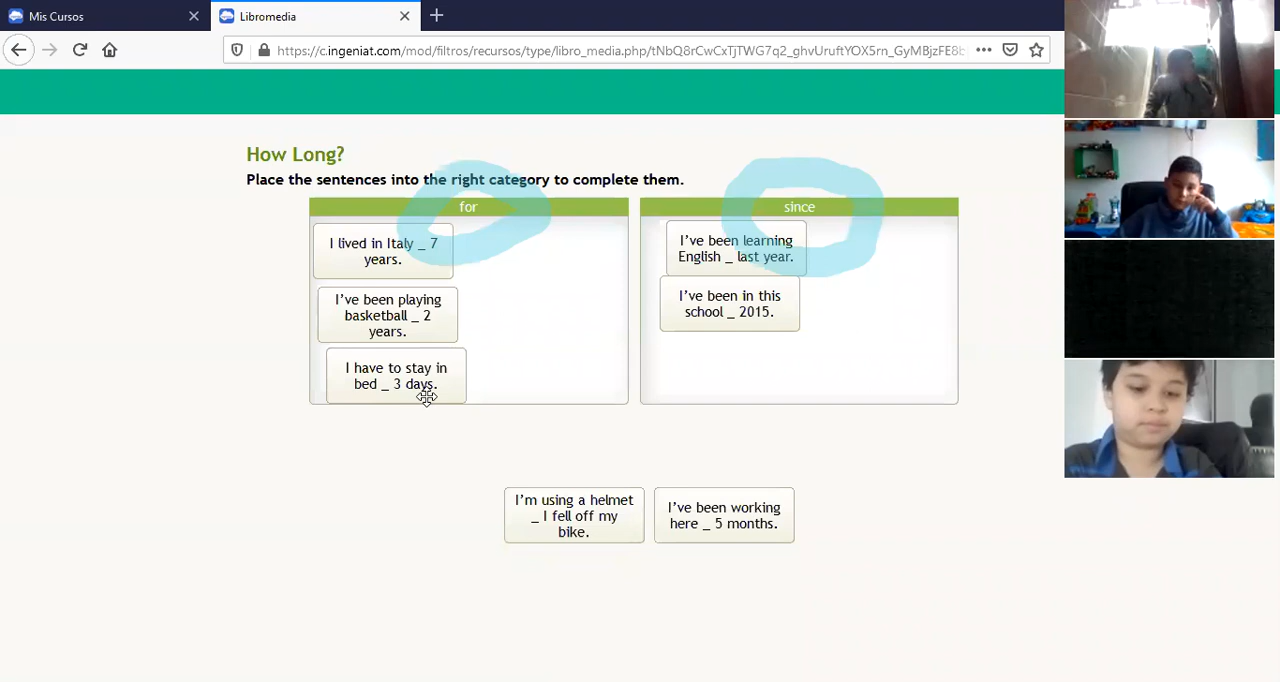 Mis Cursos
Libromedia
https://c.ingeniat.com/mod/filtros/recursos/type/libro_media.php/tNbQ8rCwCxTjTWG7q2_ghvUruftYOX5rn_GyMBjzFE8b
How Long?
Place the sentences into the right category to complete them.
for
since
I lived in Italy _ 7
years.
I've been playing
basketball _ 2
years.
I have to stay in
bed _ 3 days.
I've been learning
English _ last year.
I've been in this
school _ 2015.
I'm using a helmet
_ I fell off my
bike.
I've been working
here _ 5 months.